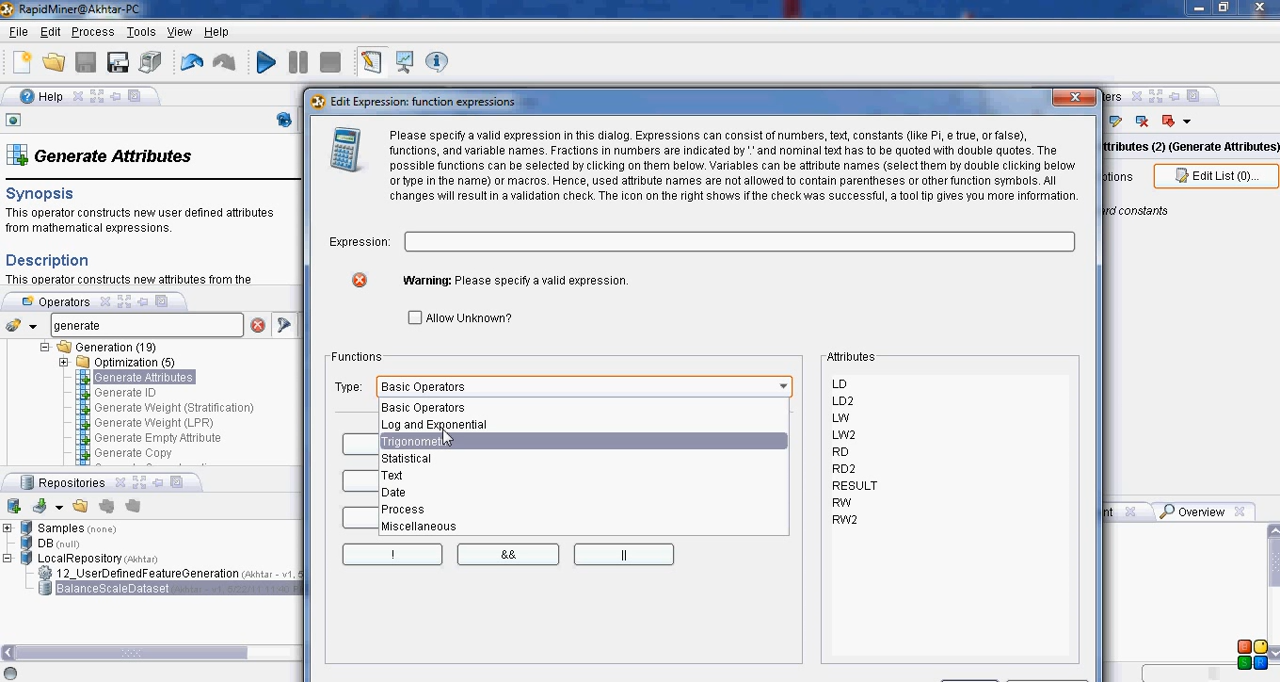 RapidMiner@Akhtar-PC
File Edit Process Tools View Help
Help
Generate Attributes
Synopsis
This operator constructs new user defined attributes
from mathematical expressions.
Description
This operator constructs new attributes from the
Operators
generate
Generation (19)
Optimization (5)
Generate Attributes
Generate ID
Generate Weight (Stratification)
Generate Weight (LPR)
Generate Empty Attribute
Generate Copy
Repositories
Samples (none)
DB (null)
LocalRepository (Akhtar)
12_UserDefinedFeatureGeneration (Akhtar - v1, 5
BalanceScaleDataset
Edit Expression: function expressions
Please specify a valid expression in this dialog. Expressions can consist of numbers, text, constants (like Pi, e true, or false),
functions, and variable names. Fractions in numbers are indicated by '.' and nominal text has to be quoted with double quotes. The
possible functions can be selected by clicking on them below. Variables can be attribute names (select them by double clicking below
or type in the name) or macros. Hence, used attribute names are not allowed to contain parentheses or other function symbols. All
changes will result in a validation check. The icon on the right shows if the check was successful, a tool tip gives you more information.
Expression:
Warning: Please specify a valid expression.
Allow Unknown?
Functions
Type: Basic Operators
Basic Operators
Log and Exponential
Trigonomet
Statistical
Text
Date
Process
Miscellaneous
! && ||
Attributes
LD
LD2
LW
LW2
RD
RD2
RESULT
RW
RW2
ters
ttributes (2) (Generate Attributes)
ptions Edit List (0)...
rd constants
nt Overview